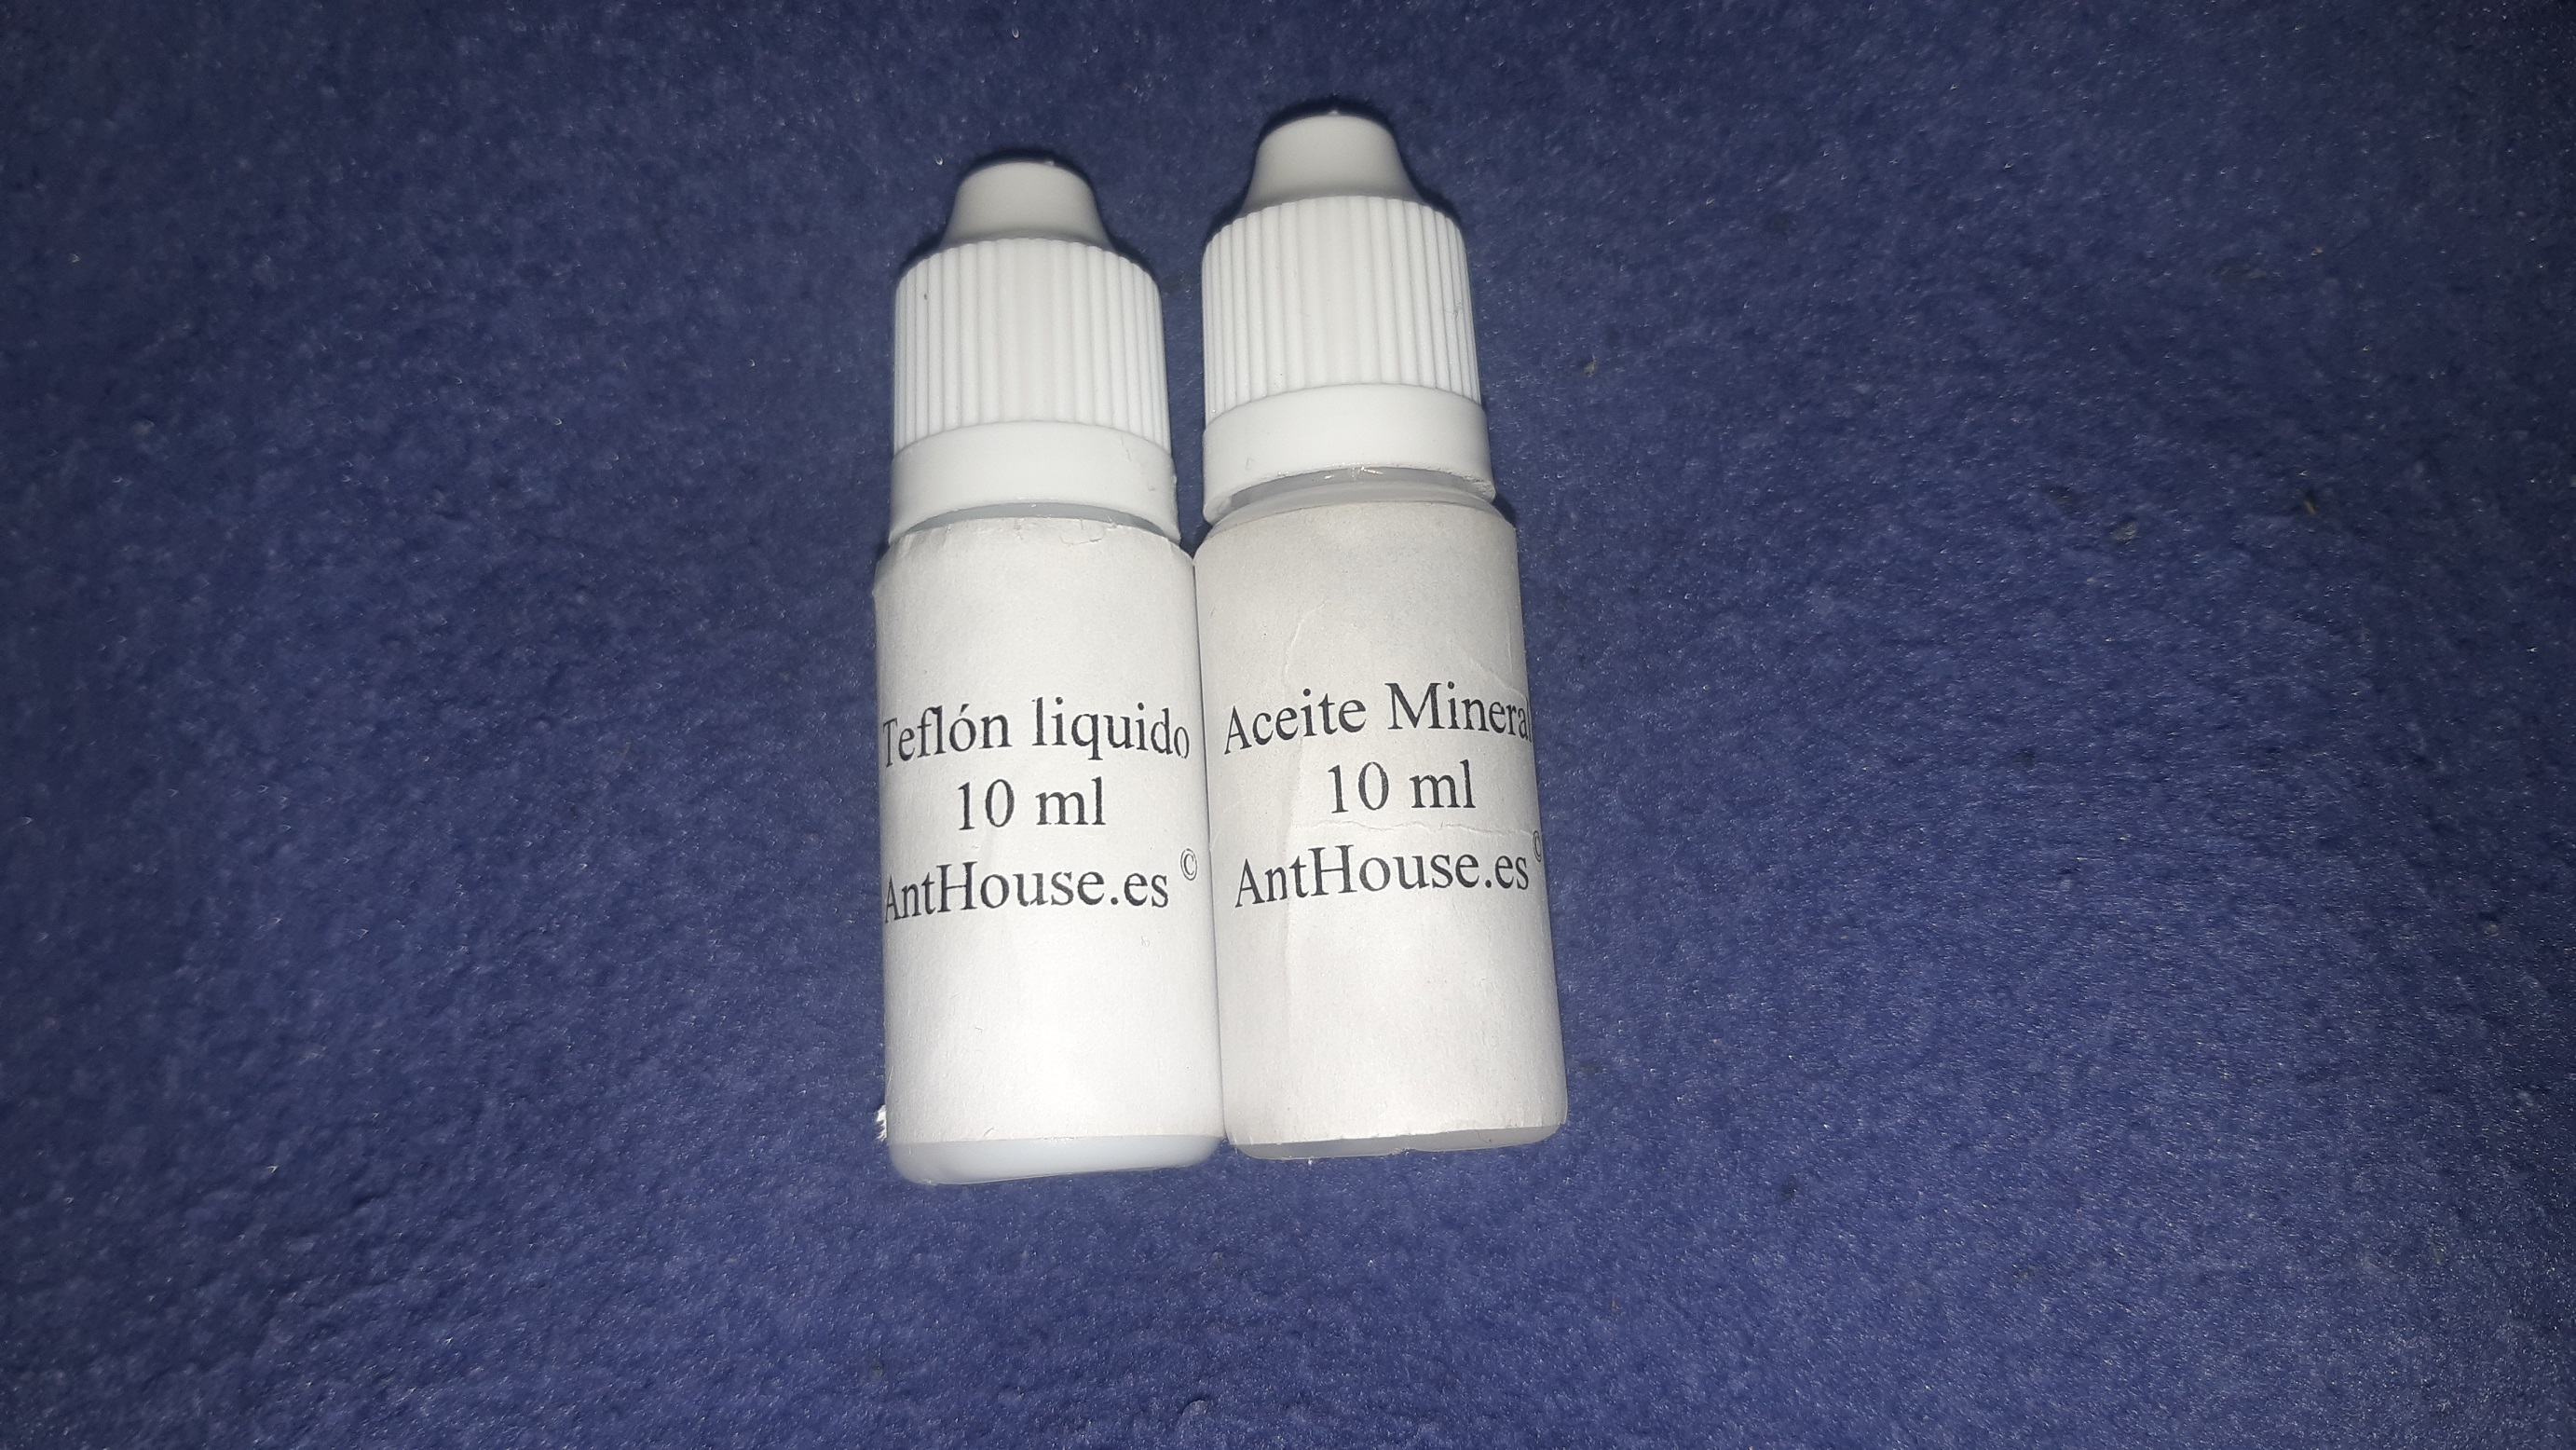 Teflón liquido
10 ml
AntHouse.es ©
Aceite Mineral
10 ml
AntHouse.es ©